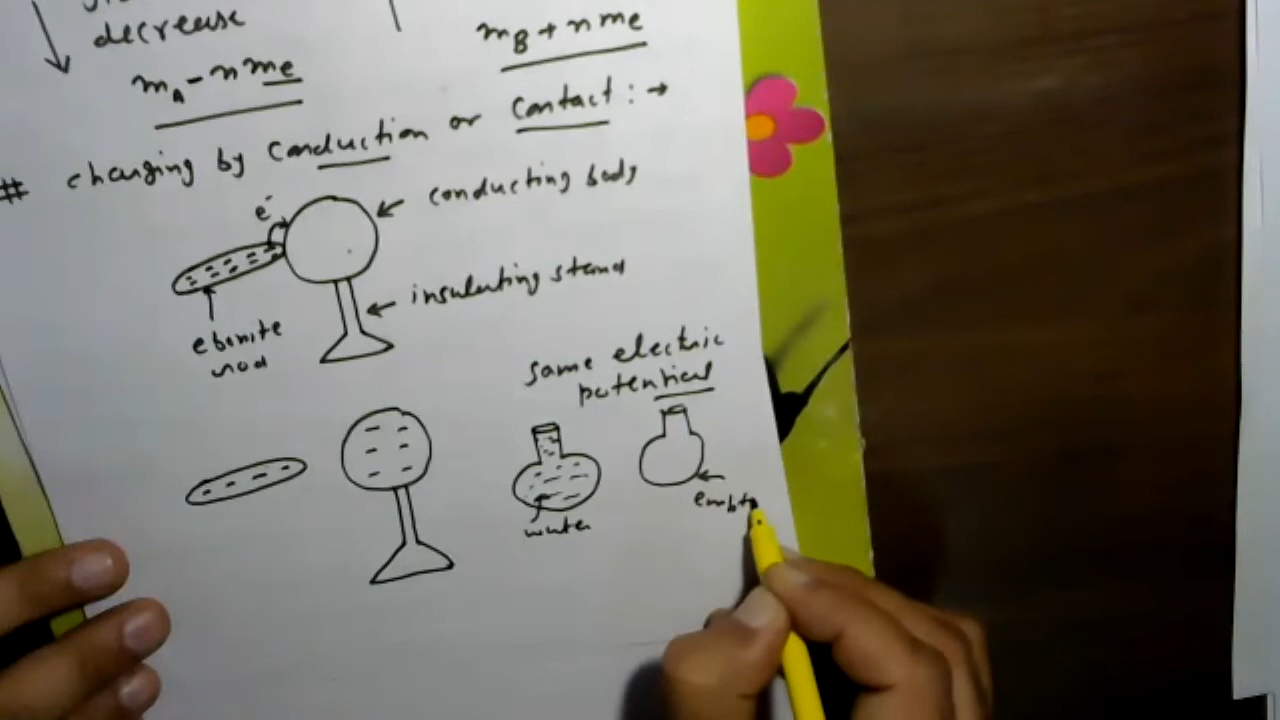 decrease
mA - nme
mB + nme
# charging by conduction or contact : →
e-
conducting body
insulating stand
ebonite
rod
same electric
potential
water
empty